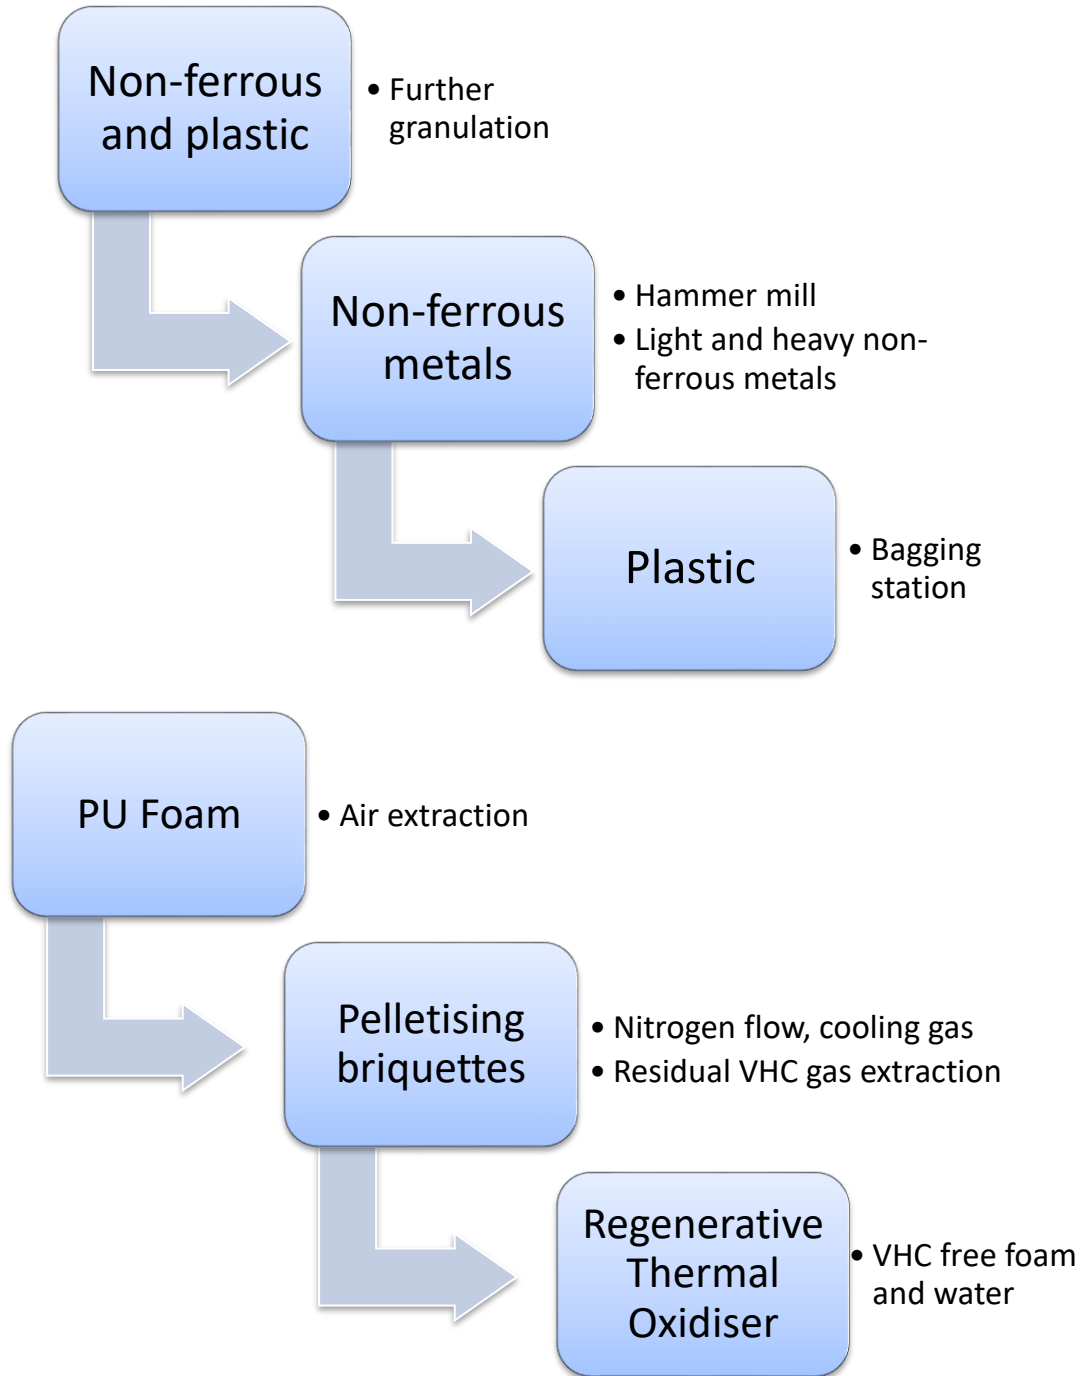 Non-ferrous
and plastic
• Further
granulation
Non-ferrous
metals
• Hammer mill
• Light and heavy non-
ferrous metals
Plastic
• Bagging
station
PU Foam
• Air extraction
Pelletising
briquettes
• Nitrogen flow, cooling gas
• Residual VHC gas extraction
Regenerative
Thermal
Oxidiser
• VHC free foam
and water